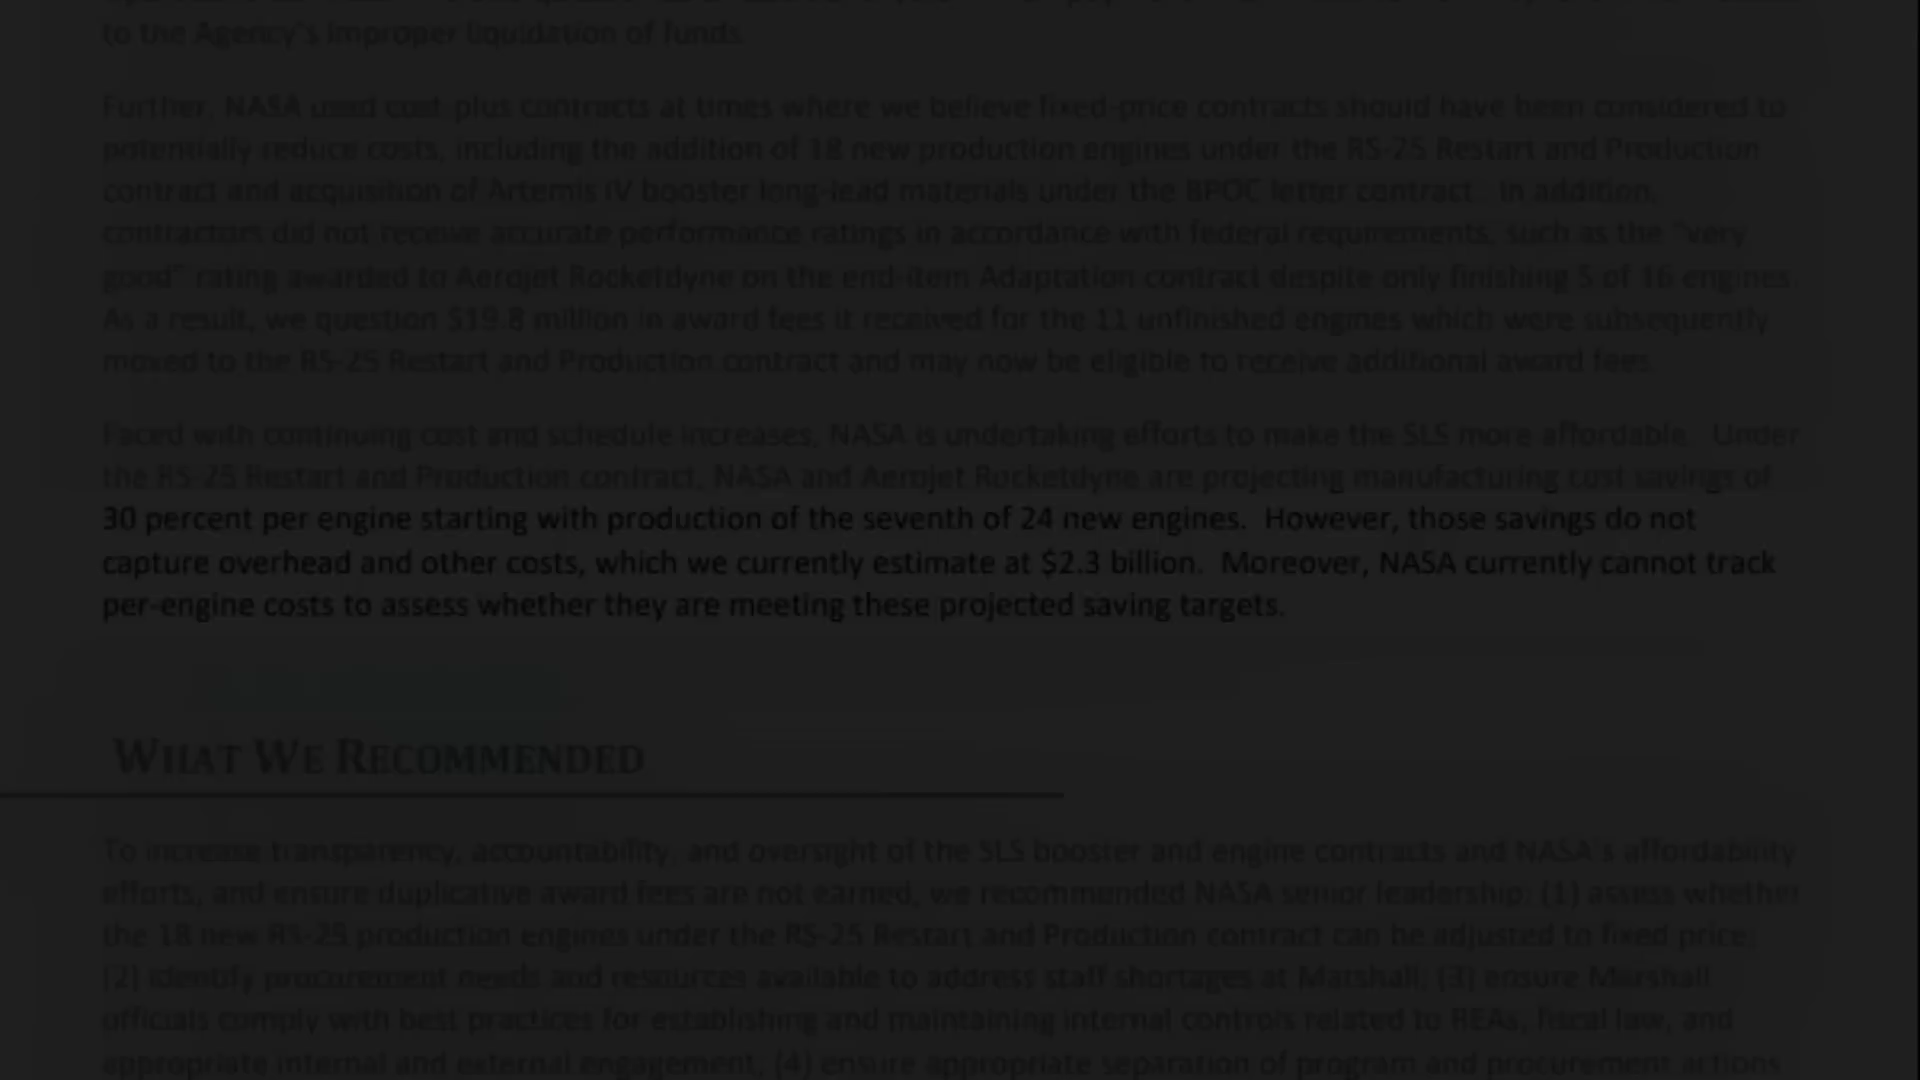 to the Agency's improper liquidation of funds.
Further, NASA used cost-plus contracts at times where we believe fixed-price contracts should have been considered to
potentially reduce costs, including the addition of 18 new production engines under the RS-25 Restart and Production
contract and acquisition of Artemis IV booster long-lead materials under the BPOC letter contract. In addition,
contractors did not receive accurate performance ratings in accordance with federal requirements, such as the "very
good" rating awarded to Aerojet Rocketdyne on the end-item Adaptation contract despite only finishing 5 of 16 engines.
As a result, we question $19.8 million in award fees it received for the 11 unfinished engines which were subsequently
moved to the RS-25 Restart and Production contract and may now be eligible to receive additional award fees.
Faced with continuing cost and schedule increases, NASA is undertaking efforts to make the SLS more affordable. Under
the RS-25 Restart and Production contract, NASA and Aerojet Rocketdyne are projecting manufacturing cost savings of
30 percent per engine starting with production of the seventh of 24 new engines. However, those savings do not
capture overhead and other costs, which we currently estimate at $2.3 billion. Moreover, NASA currently cannot track
per-engine costs to assess whether they are meeting these projected saving targets.
WHAT WE RECOMMENDED
To increase transparency, accountability, and oversight of the SLS booster and engine contracts and NASA's affordability
efforts, and ensure duplicative award fees are not earned, we recommended NASA senior leadership: (1) assess whether
the 18 new RS-25 production engines under the RS-25 Restart and Production contract can be adjusted to fixed price;
(2) identify procurement needs and resources available to address staff shortages at Marshall; (3) ensure Marshall
officials comply with best practices for establishing and maintaining internal controls related to REAs, fiscal law, and
appropriate internal and external engagement; (4) ensure appropriate separation of program and procurement actions